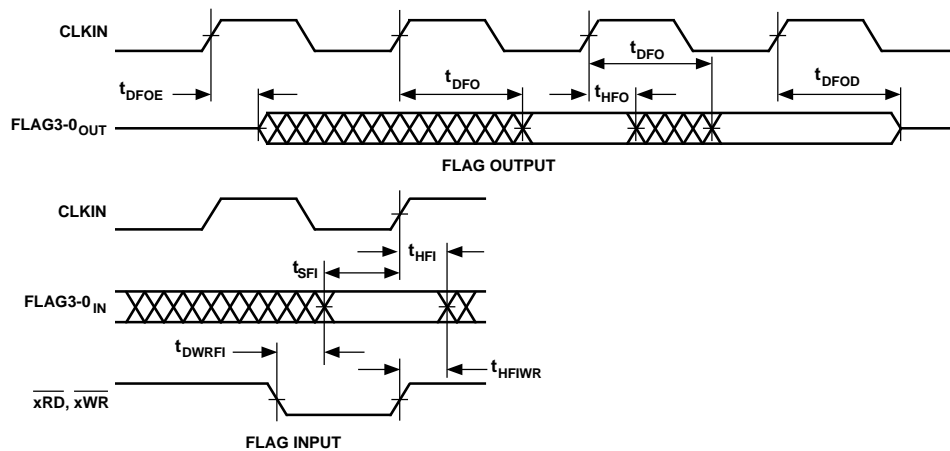 CLKIN
tDFOE
tDFO
tHFO
tDFO
tDFOD
FLAG3-0OUT
FLAG OUTPUT
CLKIN
tSFI
tHFI
FLAG3-0IN
tDWRFI
tHFIWR
xRD, xWR
FLAG INPUT